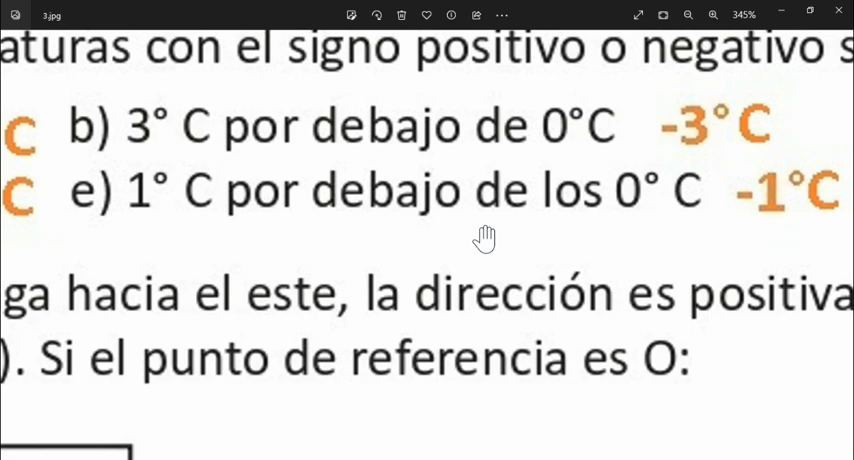 3.jpg 345%
aturas con el signo positivo o negativo s
C b) 3° C por debajo de 0°C -3°C
C e) 1° C por debajo de los 0° C -1°C
ga hacia el este, la dirección es positiva
). Si el punto de referencia es O: